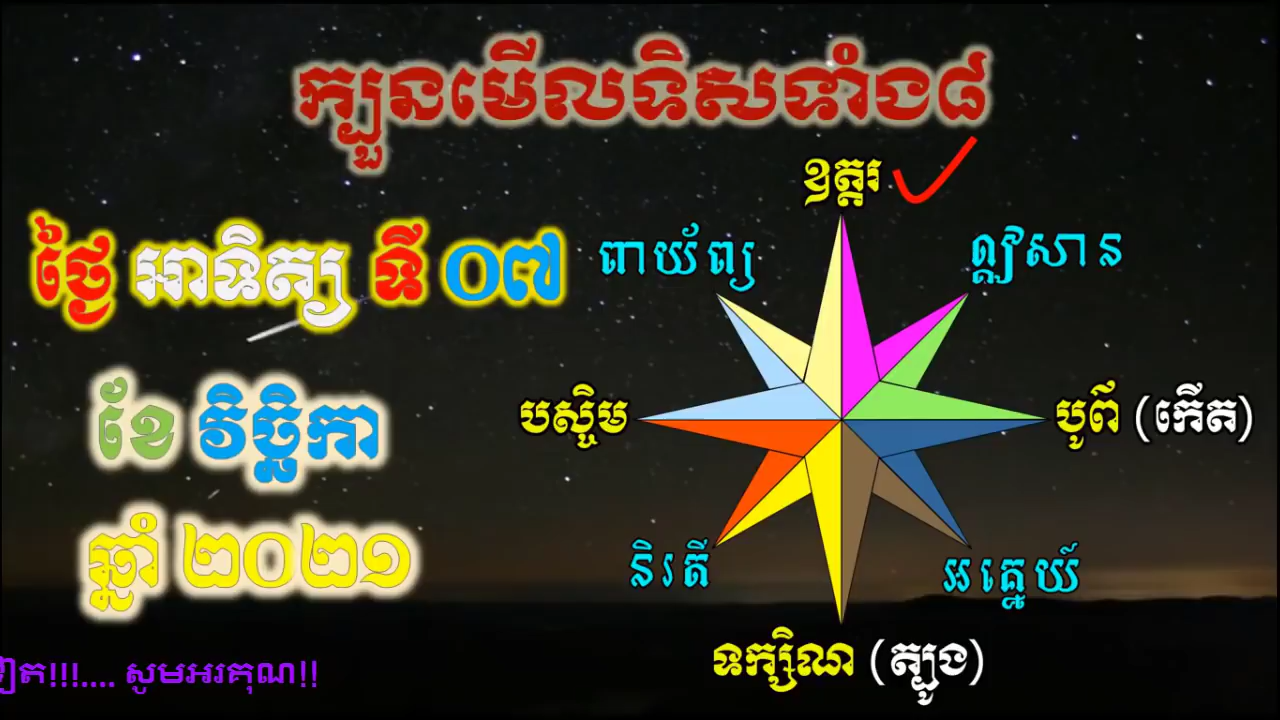 ក្បួនមើលទិសទាំង៨
ថ្ងៃ អាទិត្យ ទី ០៧
ខែ វិច្ឆិកា
ឆ្នាំ ២០២១
ឧត្តរ
ពាយ័ព្យ
ឦសាន
បស្ចិម
បូព៌ (កើត)
និរតី
អគ្នេយ៍
ទក្សិណ (ត្បូង)
ទៀត!!!.... សូមអរគុណ!!